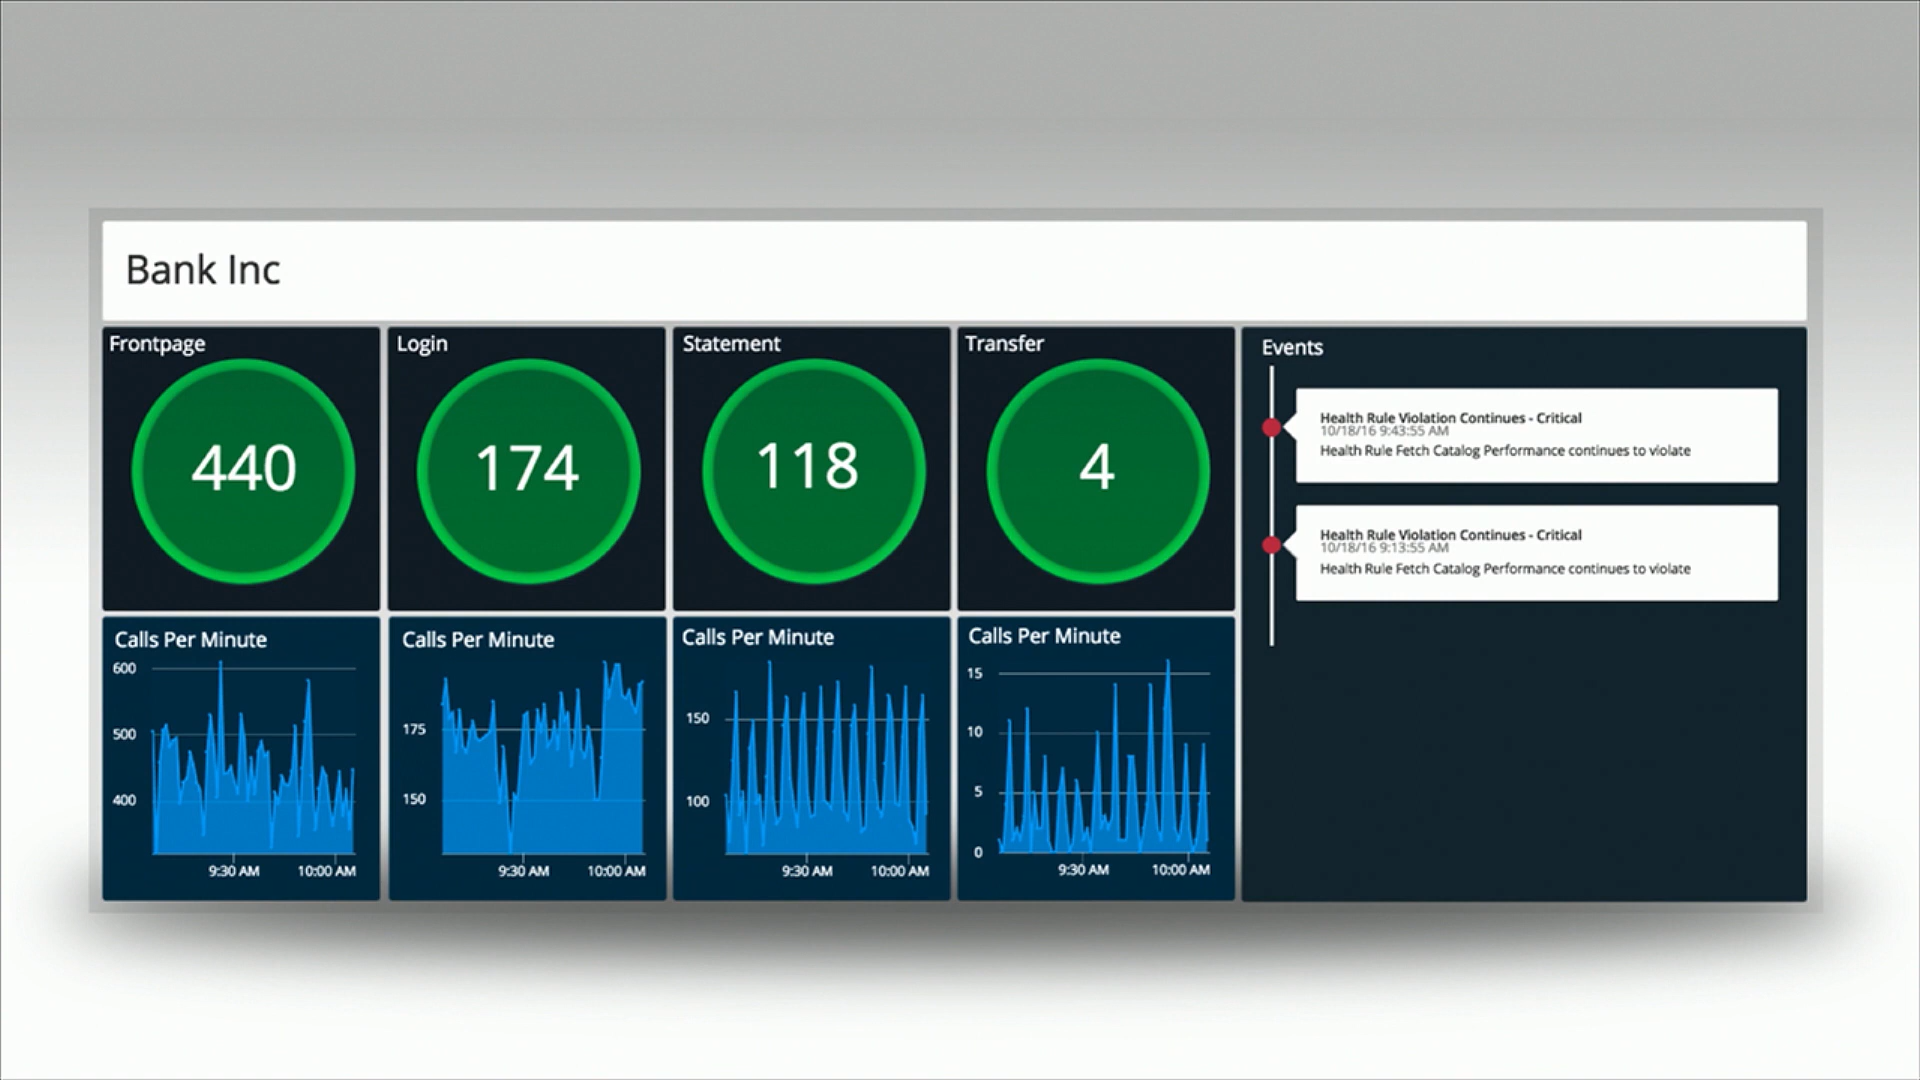 Bank Inc
Frontpage
440
Login
174
Statement
118
Transfer
4
Events
Health Rule Violation Continues - Critical
10/18/16 9:43:55 AM
Health Rule Fetch Catalog Performance continues to violate
Health Rule Violation Continues - Critical
10/18/16 9:13:55 AM
Health Rule Fetch Catalog Performance continues to violate
Calls Per Minute
600
500
400
9:30 AM 10:00 AM
Calls Per Minute
175
150
9:30 AM 10:00 AM
Calls Per Minute
150
100
9:30 AM 10:00 AM
Calls Per Minute
15
10
5
0
9:30 AM 10:00 AM